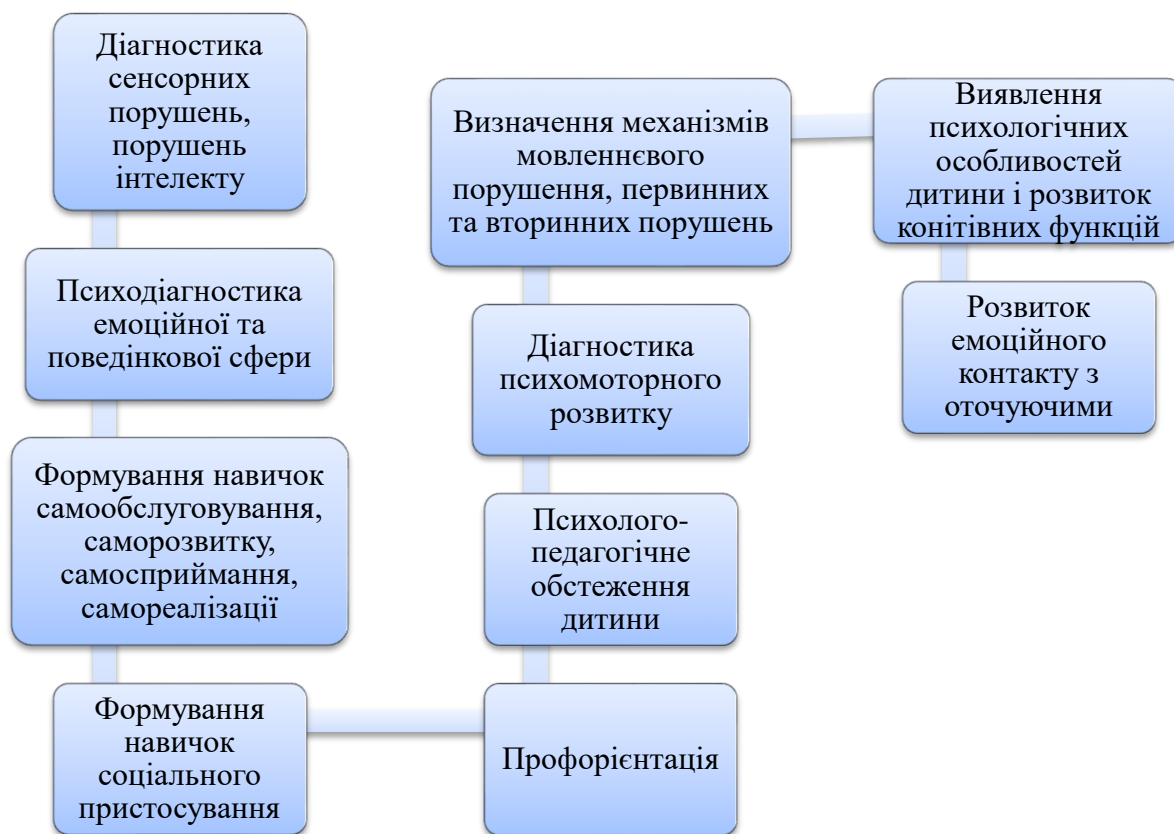 Діагностика
сенсорних
порушень,
порушень
інтелекту
Психодіагностика
емоційної та
поведінкової сфери
Формування навичок
самообслуговування,
саморозвитку,
самосприймання,
самореалізації
Формування
навичок
соціального
пристосування
Профорієнтація
Психолого-
педагогічне
обстеження
дитини
Діагностика
психомоторного
розвитку
Визначення механізмів
мовленнєвого
порушення, первинних
та вторинних порушень
Виявлення
психологічних
особливостей
дитини і розвиток
конітівних функцій
Розвиток
емоційного
контакту з
оточуючими